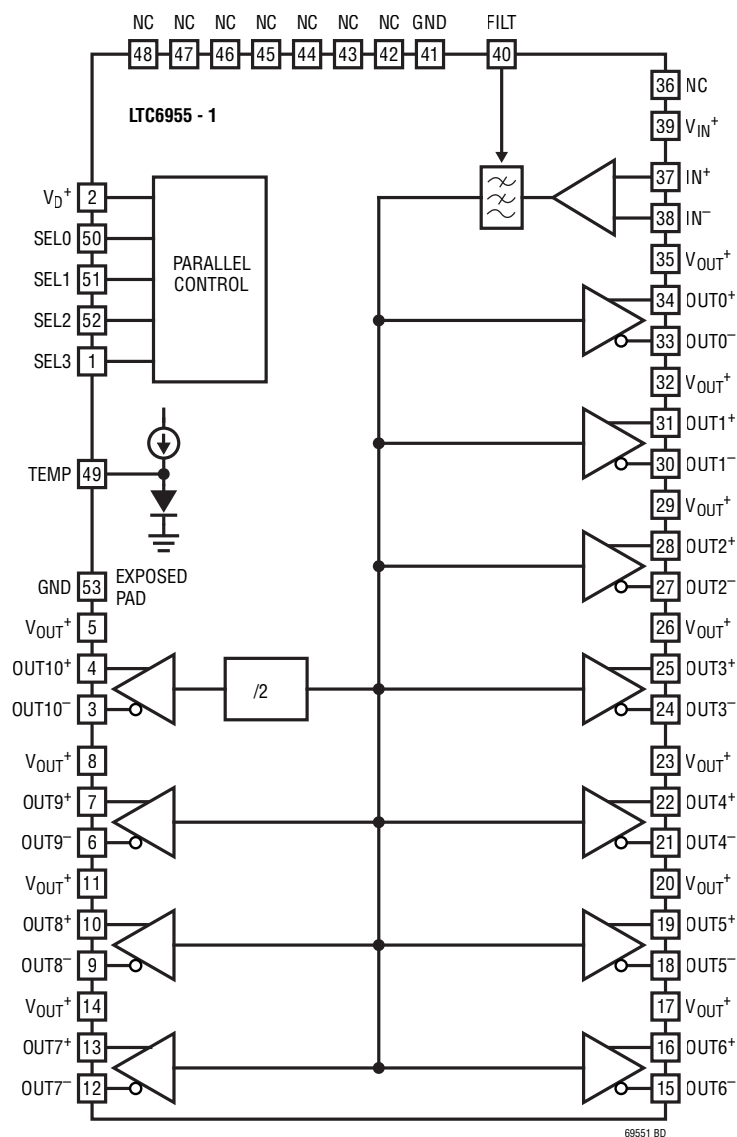 NC NC NC NC NC NC NC GND FILT
48 47 46 45 44 43 42 41 40
LTC6955 - 1
36 NC
39 VIN+
37 IN+
38 IN−
35 VOUT+
34 OUT0+
33 OUT0−
32 VOUT+
31 OUT1+
30 OUT1−
29 VOUT+
28 OUT2+
27 OUT2−
26 VOUT+
25 OUT3+
24 OUT3−
23 VOUT+
22 OUT4+
21 OUT4−
20 VOUT+
19 OUT5+
18 OUT5−
17 VOUT+
16 OUT6+
15 OUT6−
VD+ 2
SEL0 50
SEL1 51
SEL2 52
SEL3 1
PARALLEL
CONTROL
TEMP 49
GND 53 EXPOSED
PAD
VOUT+ 5
OUT10+ 4
OUT10− 3
/2
VOUT+ 8
OUT9+ 7
OUT9− 6
VOUT+ 11
OUT8+ 10
OUT8− 9
VOUT+ 14
OUT7+ 13
OUT7− 12
69551 BD